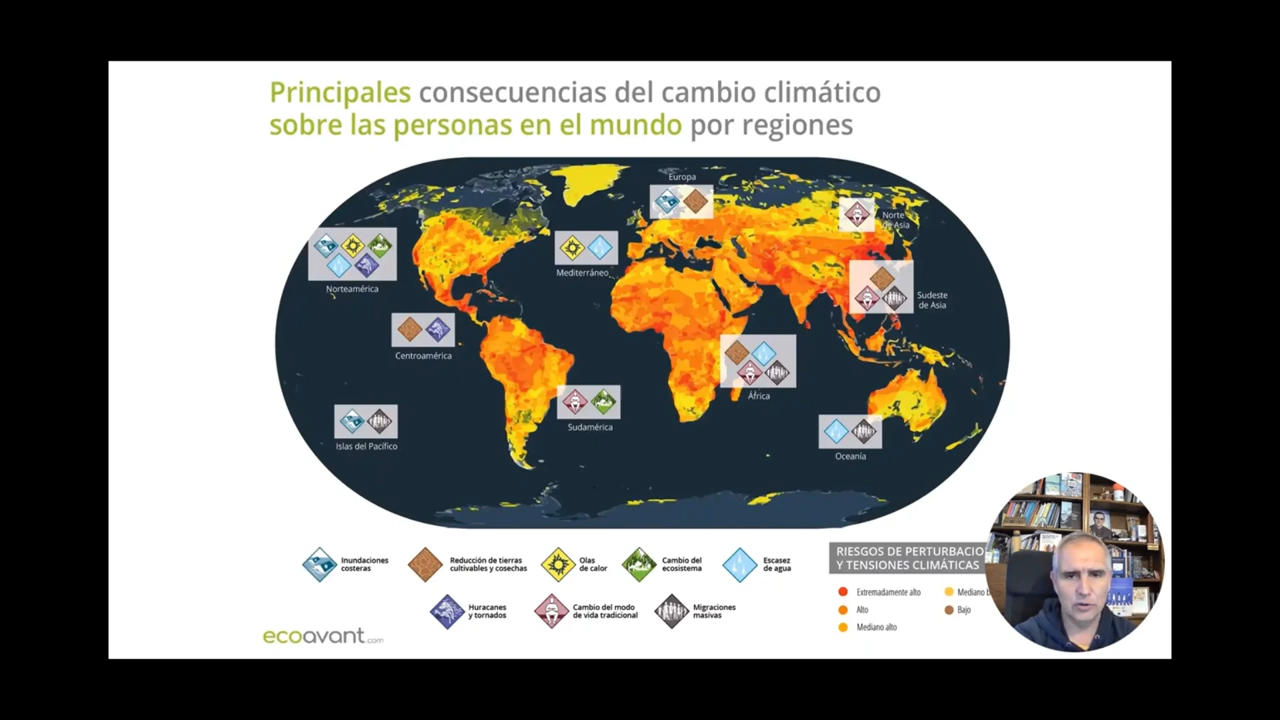 Principales consecuencias del cambio climático
sobre las personas en el mundo por regiones
Europa
Norte
de Asia
Mediterráneo
Norteamérica
Sudeste
de Asia
Centroamérica
África
Sudamérica
Islas del Pacífico
Oceanía
Inundaciones
costeras
Reducción de tierras
cultivables y cosechas
Olas
de calor
Cambio del
ecosistema
Escasez
de agua
Huracanes
y tornados
Cambio del modo
de vida tradicional
Migraciones
masivas
RIESGOS DE PERTURBACIO
Y TENSIONES CLIMÁTICAS
Extremadamente alto
Mediano b
Alto
Bajo
Mediano alto
ecoavant.com